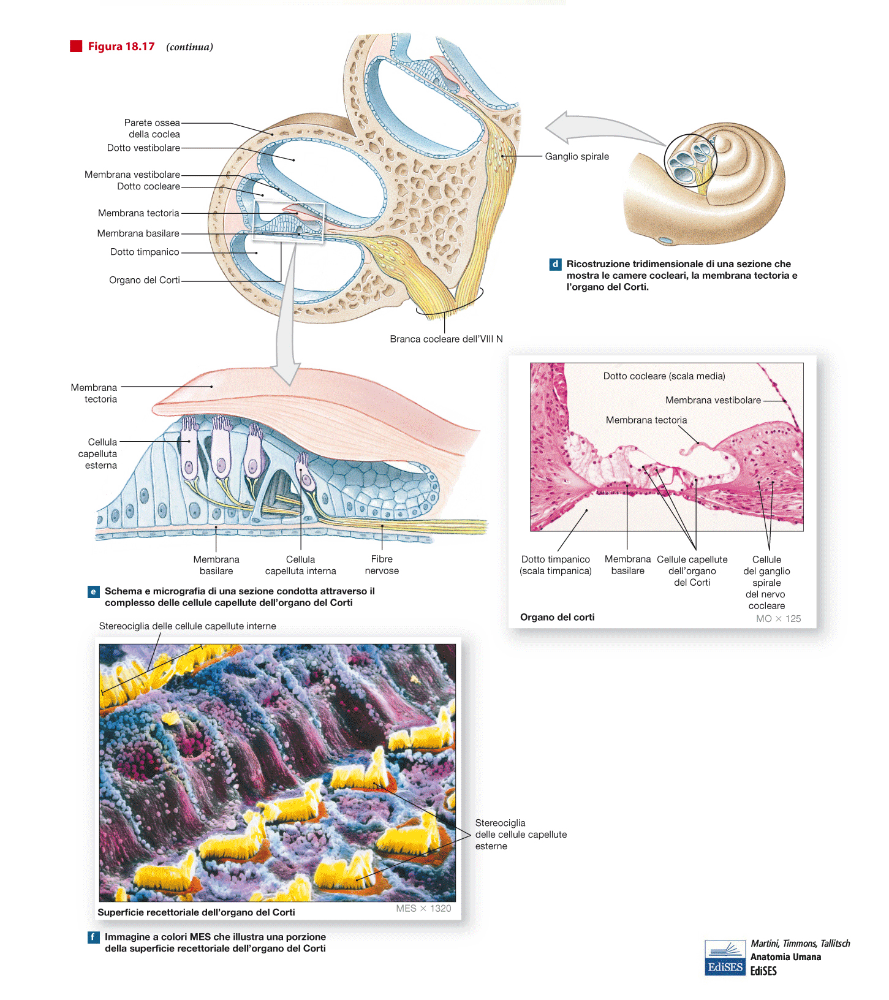 Figura 18.17 (continua)
Parete ossea
della coclea
Dotto vestibolare
Membrana vestibolare
Dotto cocleare
Membrana tectoria
Membrana basilare
Dotto timpanico
Organo del Corti
Ganglio spirale
Branca cocleare dell'VIII N
d Ricostruzione tridimensionale di una sezione che
mostra le camere cocleari, la membrana tectoria e
l'organo del Corti.
Membrana
tectoria
Cellula
capelluta
esterna
Membrana
basilare
Cellula
capelluta interna
Fibre
nervose
e Schema e micrografia di una sezione condotta attraverso il
complesso delle cellule capellute dell'organo del Corti
Dotto cocleare (scala media)
Membrana vestibolare
Membrana tectoria
Dotto timpanico
(scala timpanica)
Membrana
basilare
Cellule capellute
dell'organo
del Corti
Cellule
del ganglio
spirale
del nervo
cocleare
Organo del corti
MO × 125
Stereociglia delle cellule capellute interne
Stereociglia
delle cellule capellute
esterne
Superficie recettoriale dell'organo del Corti
MES × 1320
f Immagine a colori MES che illustra una porzione
della superficie recettoriale dell'organo del Corti
EdiSES
Martini, Timmons, Tallitsch
Anatomia Umana
EdiSES